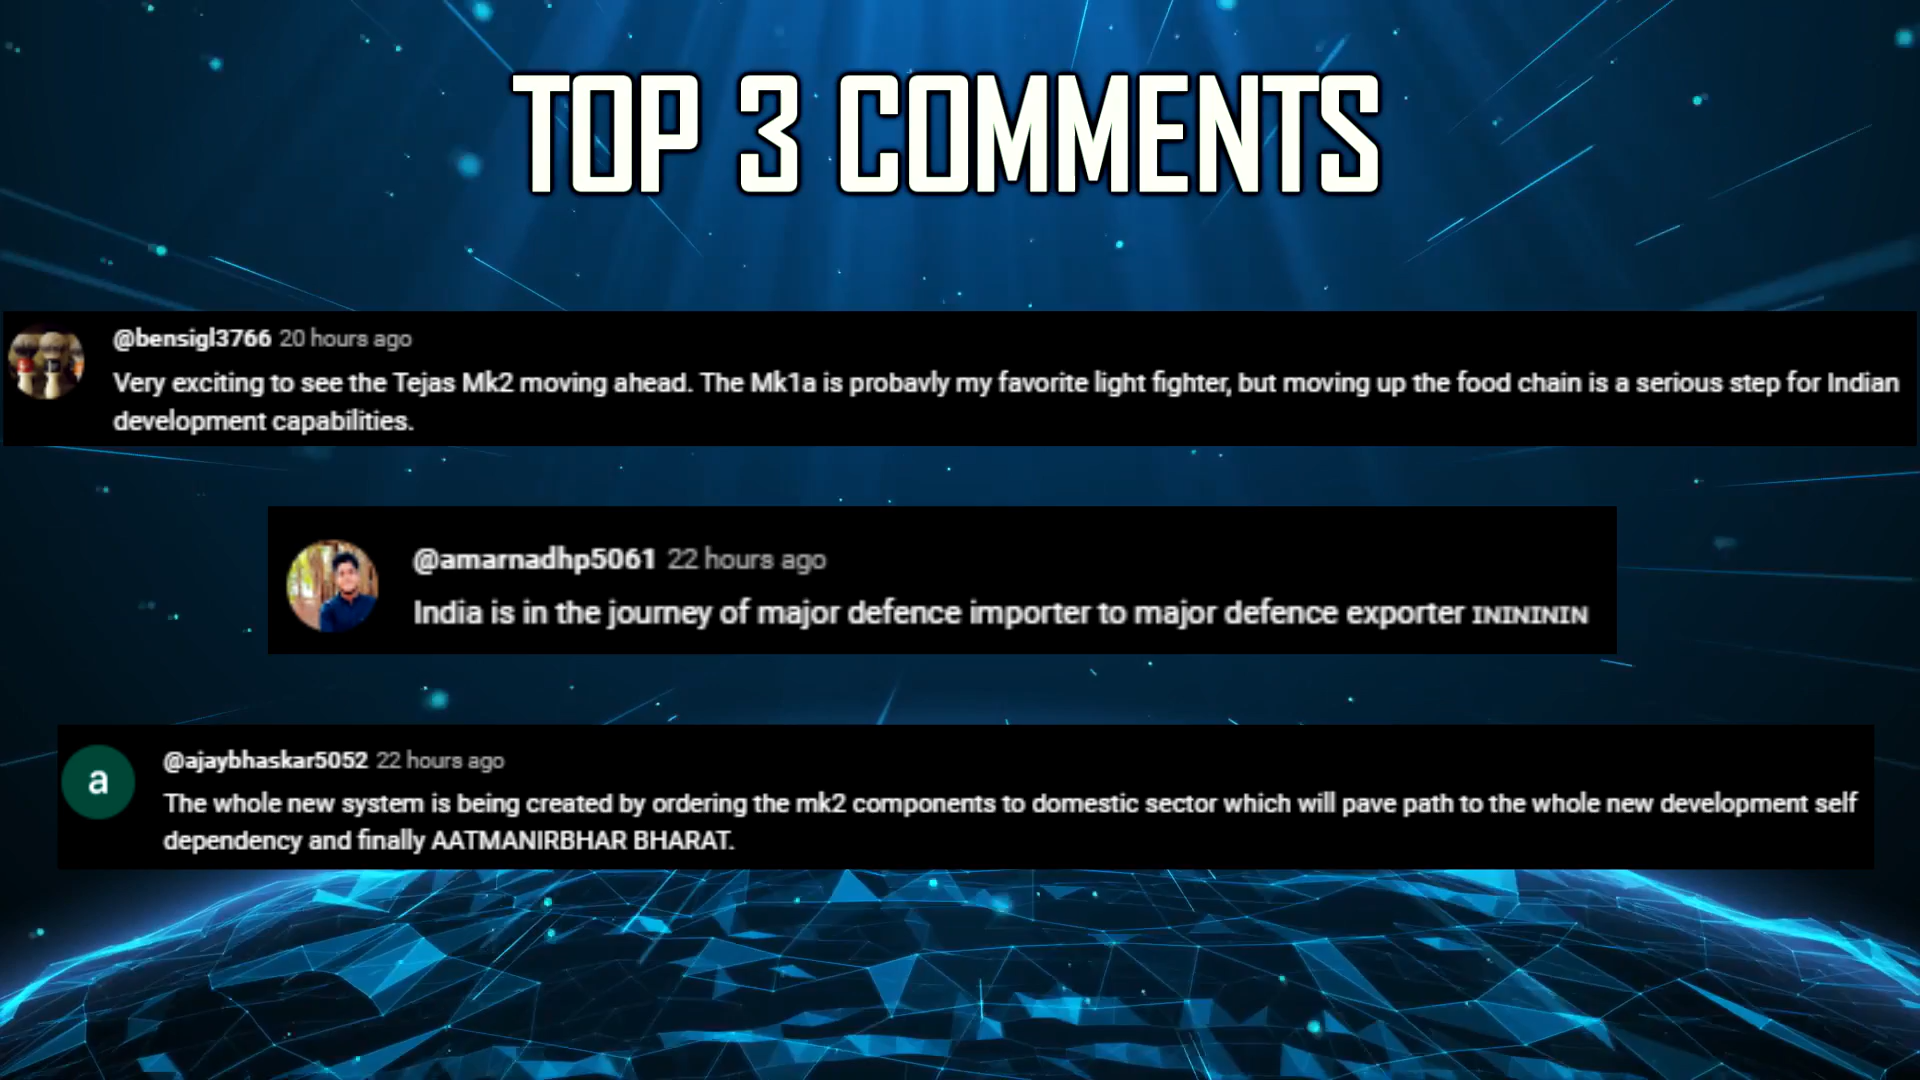 TOP 3 COMMENTS
@bensigl3766 20 hours ago
Very exciting to see the Tejas Mk2 moving ahead. The Mk1a is probavly my favorite light fighter, but moving up the food chain is a serious step for Indian
development capabilities.
@amarnadhp5061 22 hours ago
India is in the journey of major defence importer to major defence exporter ɪɴɪɴɪɴɪɴ
a
@ajaybhaskar5052 22 hours ago
The whole new system is being created by ordering the mk2 components to domestic sector which will pave path to the whole new development self
dependency and finally AATMANIRBHAR BHARAT.